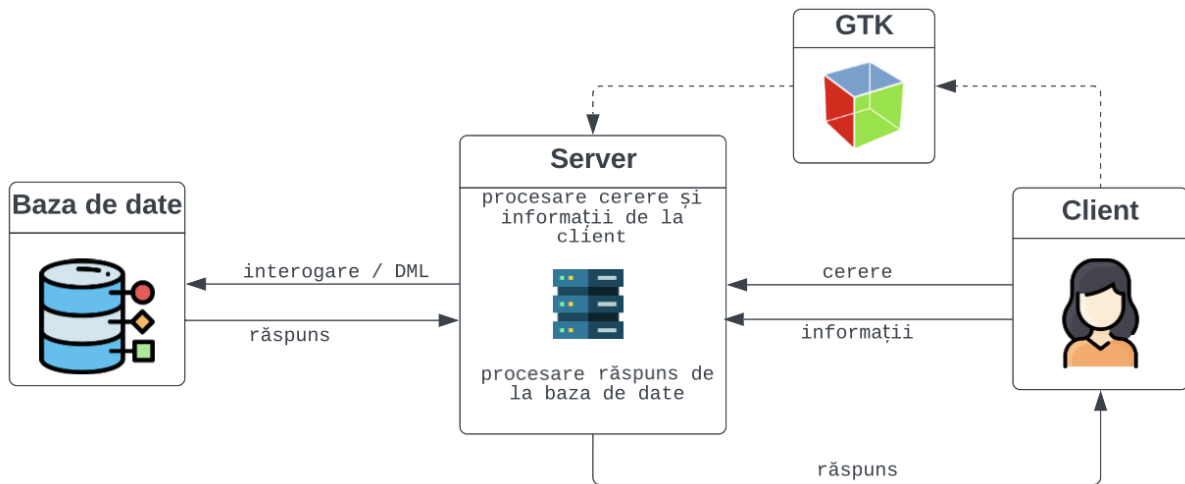 GTK
Server
procesare cerere și
informații de la
client
Baza de date
Client
interogare / DML
cerere
răspuns
informații
procesare răspuns de
la baza de date
răspuns